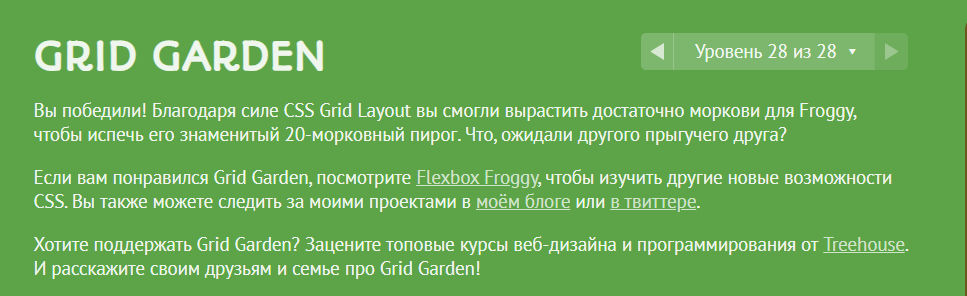 GRID GARDEN
Уровень 28 из 28
Вы победили! Благодаря силе CSS Grid Layout вы смогли вырастить достаточно моркови для Froggy,
чтобы испечь его знаменитый 20-морковный пирог. Что, ожидали другого прыгучего друга?
Если вам понравился Grid Garden, посмотрите Flexbox Froggy, чтобы изучить другие новые возможности
CSS. Вы также можете следить за моими проектами в моём блоге или в твиттере.
Хотите поддержать Grid Garden? Зацените топовые курсы веб-дизайна и программирования от Treehouse.
И расскажите своим друзьям и семье про Grid Garden!